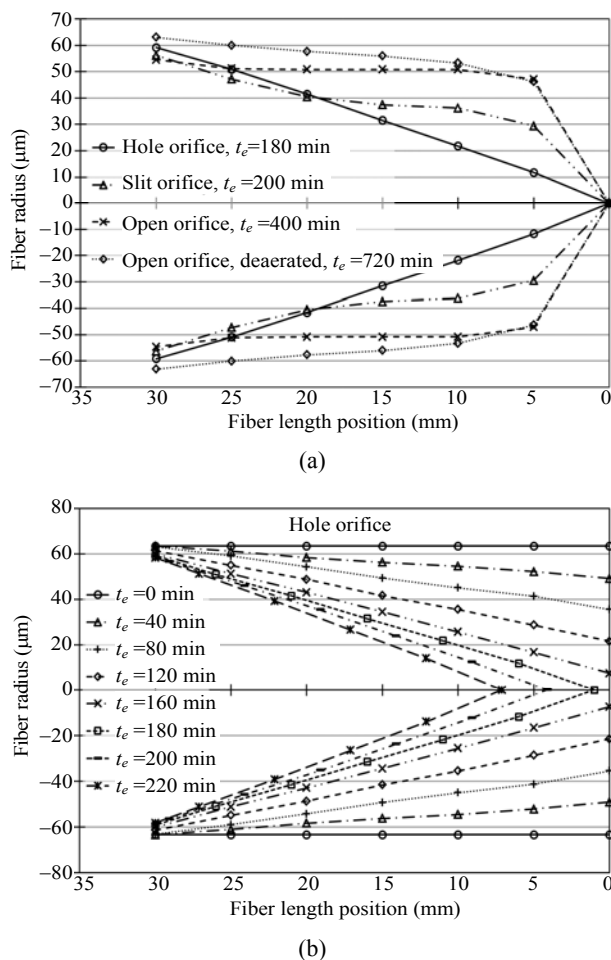 70
60
50
40
30
20
10
0
−10
−20
−30
−40
−50
−60
−70
Fiber radius (μm)
Hole orifice, te=180 min
Slit orifice, te=200 min
Open orifice, te=400 min
Open orifice, deaerated, te=720 min
35 30 25 20 15 10 5 0
Fiber length position (mm)
(a)
80
60
40
20
0
−20
−40
−60
−80
Fiber radius (μm)
Hole orifice
te=0 min
te=40 min
te=80 min
te=120 min
te=160 min
te=180 min
te=200 min
te=220 min
35 30 25 20 15 10 5 0
Fiber length position (mm)
(b)